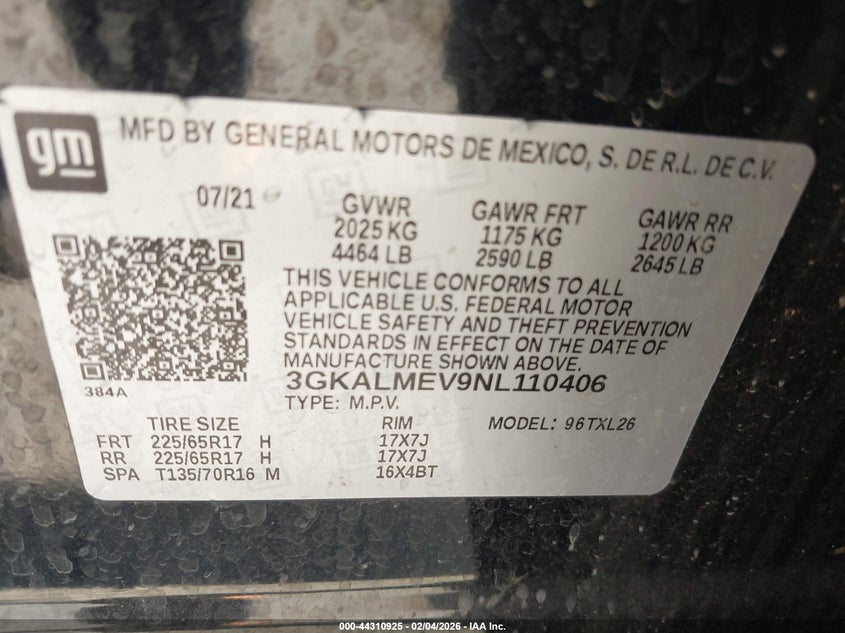 gm
MFD BY GENERAL MOTORS DE MEXICO, S. DE R.L. DE C.V.
07/21
GVWR
2025 KG
4464 LB
GAWR FRT
1175 KG
2590 LB
GAWR RR
1200 KG
2645 LB
THIS VEHICLE CONFORMS TO ALL
APPLICABLE U.S. FEDERAL MOTOR
VEHICLE SAFETY AND THEFT PREVENTION
STANDARDS IN EFFECT ON THE DATE OF
MANUFACTURE SHOWN ABOVE.
3GKALMEV9NL110406
384A
TYPE: M.P.V.
MODEL: 96TXL26
TIRE SIZE RIM
FRT 225/65R17 H 17X7J
RR 225/65R17 H 17X7J
SPA T135/70R16 M 16X4BT
000-44310925 - 02/04/2026 - IAA Inc.